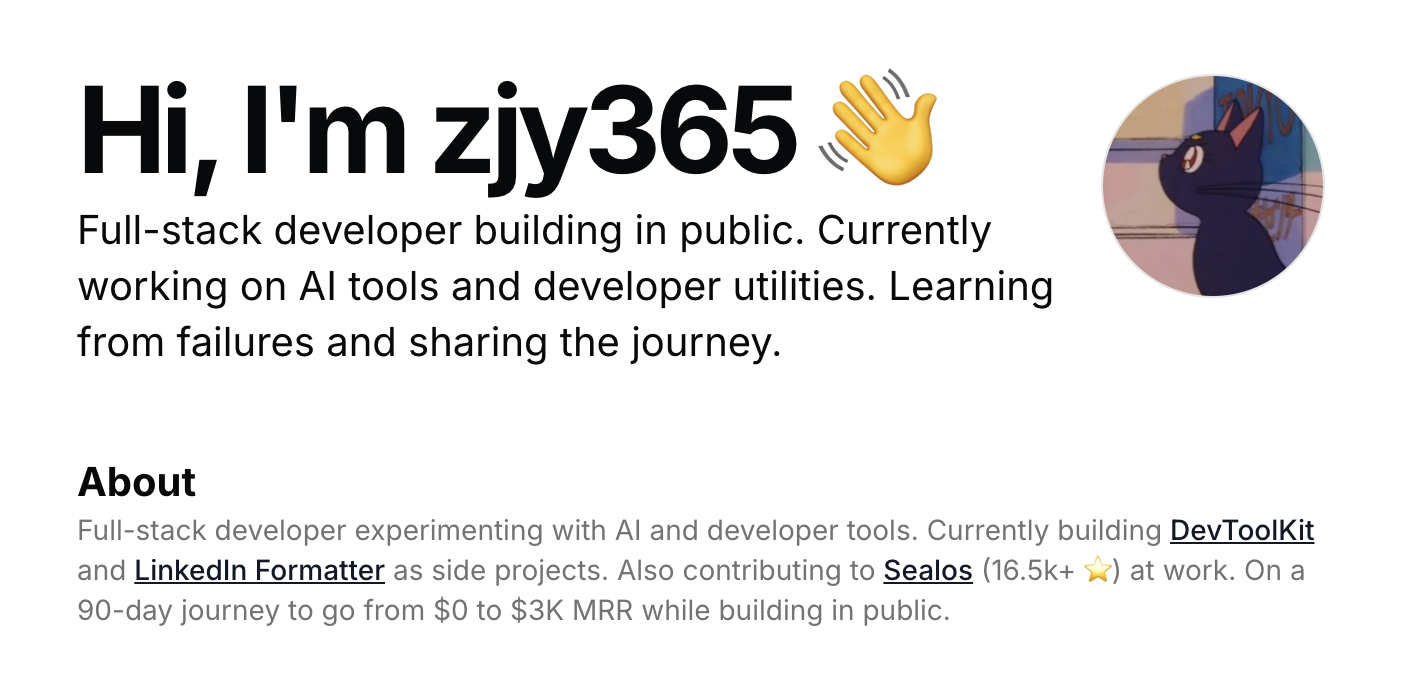 Hi, I'm zjy365 👋
Full-stack developer building in public. Currently
working on AI tools and developer utilities. Learning
from failures and sharing the journey.
About
Full-stack developer experimenting with AI and developer tools. Currently building DevToolKit
and LinkedIn Formatter as side projects. Also contributing to Sealos (16.5k+ ⭐) at work. On a
90-day journey to go from $0 to $3K MRR while building in public.